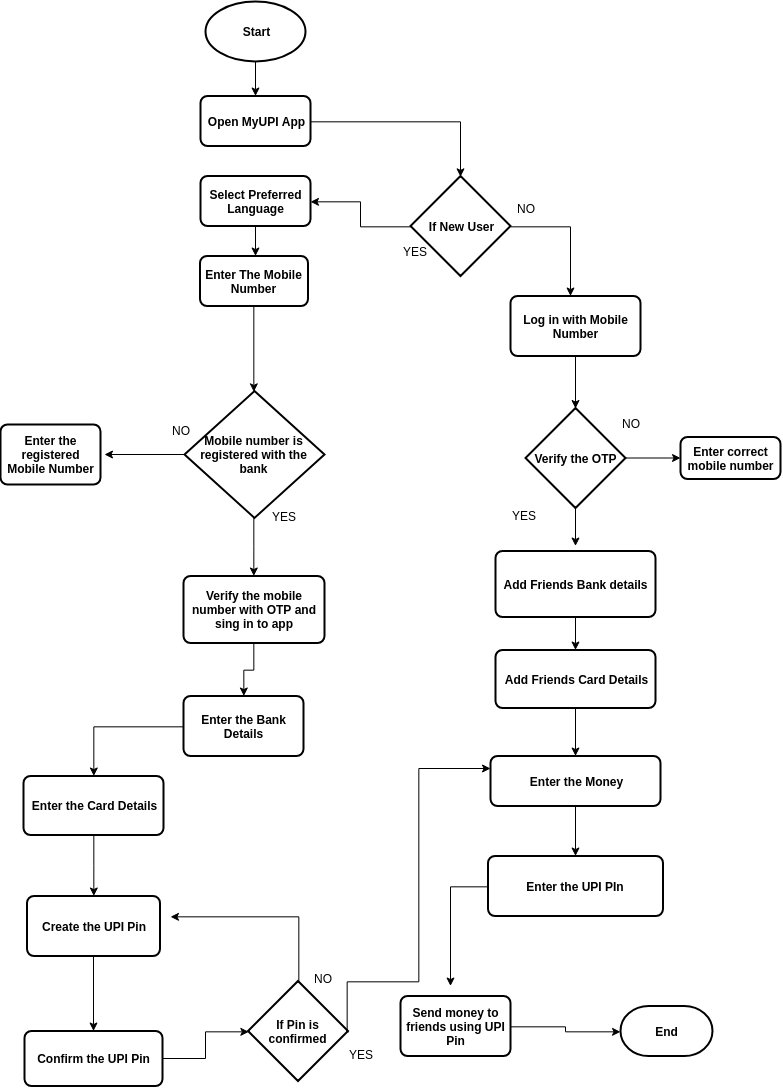 Start
Open MyUPI App
Select Preferred
Language
If New User
NO
YES
Enter The Mobile
Number
Log in with Mobile
Number
NO
Mobile number is
registered with the
bank
Enter the
registered
Mobile Number
YES
NO
Verify the OTP
Enter correct
mobile number
YES
Verify the mobile
number with OTP and
sing in to app
Add Friends Bank details
Add Friends Card Details
Enter the Bank
Details
Enter the Card Details
Enter the Money
Create the UPI Pin
Enter the UPI PIn
NO
If Pin is
confirmed
YES
Confirm the UPI Pin
Send money to
friends using UPI
Pin
End